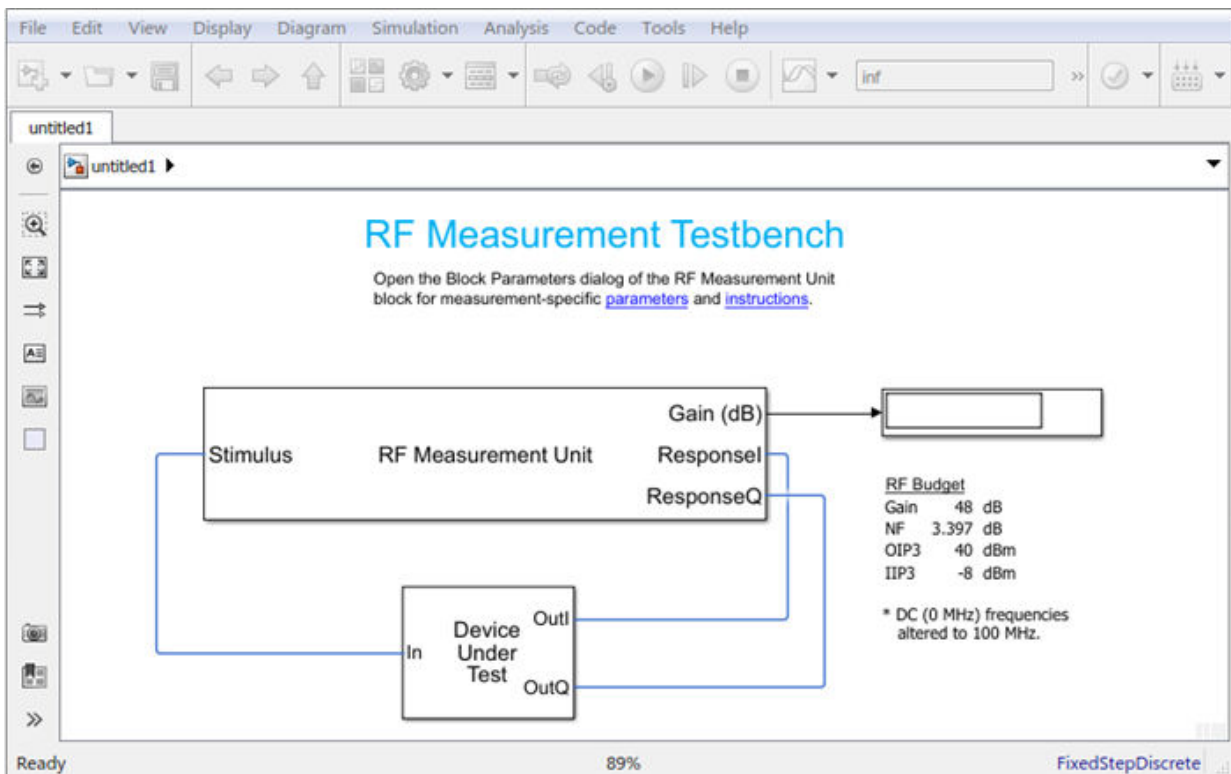 File Edit View Display Diagram Simulation Analysis Code Tools Help
inf
untitled1
untitled1
RF Measurement Testbench
Open the Block Parameters dialog of the RF Measurement Unit
block for measurement-specific parameters and instructions.
Gain (dB)
Stimulus RF Measurement Unit ResponseI
ResponseQ
RF Budget
Gain 48 dB
NF 3.397 dB
OIP3 40 dBm
IIP3 -8 dBm
* DC (0 MHz) frequencies
altered to 100 MHz.
OutI
Device
Under
In
Test
OutQ
Ready 89% FixedStepDiscrete